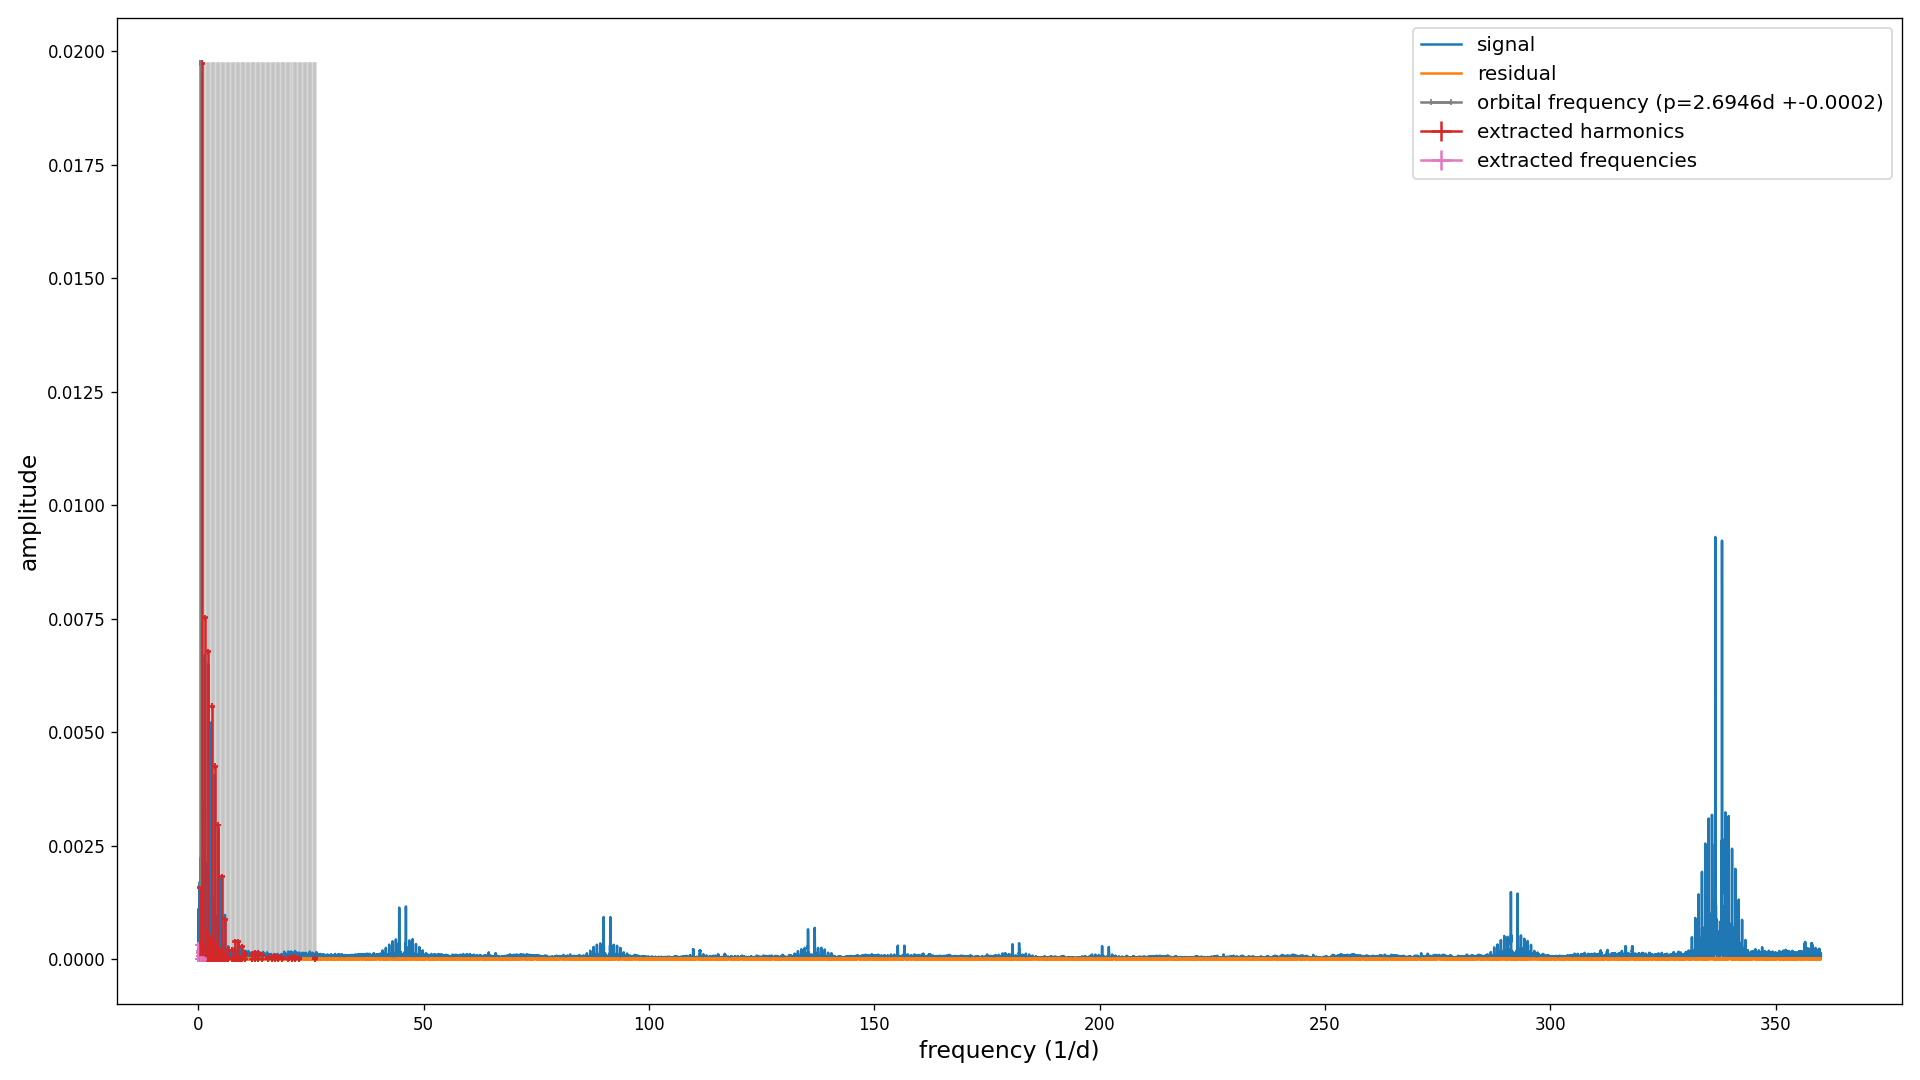 signal
residual
orbital frequency (p=2.6946d +-0.0002)
extracted harmonics
extracted frequencies
0.0200
0.0175
0.0150
0.0125
0.0100
0.0075
0.0050
0.0025
0.0000
amplitude
0 50 100 150 200 250 300 350
frequency (1/d)